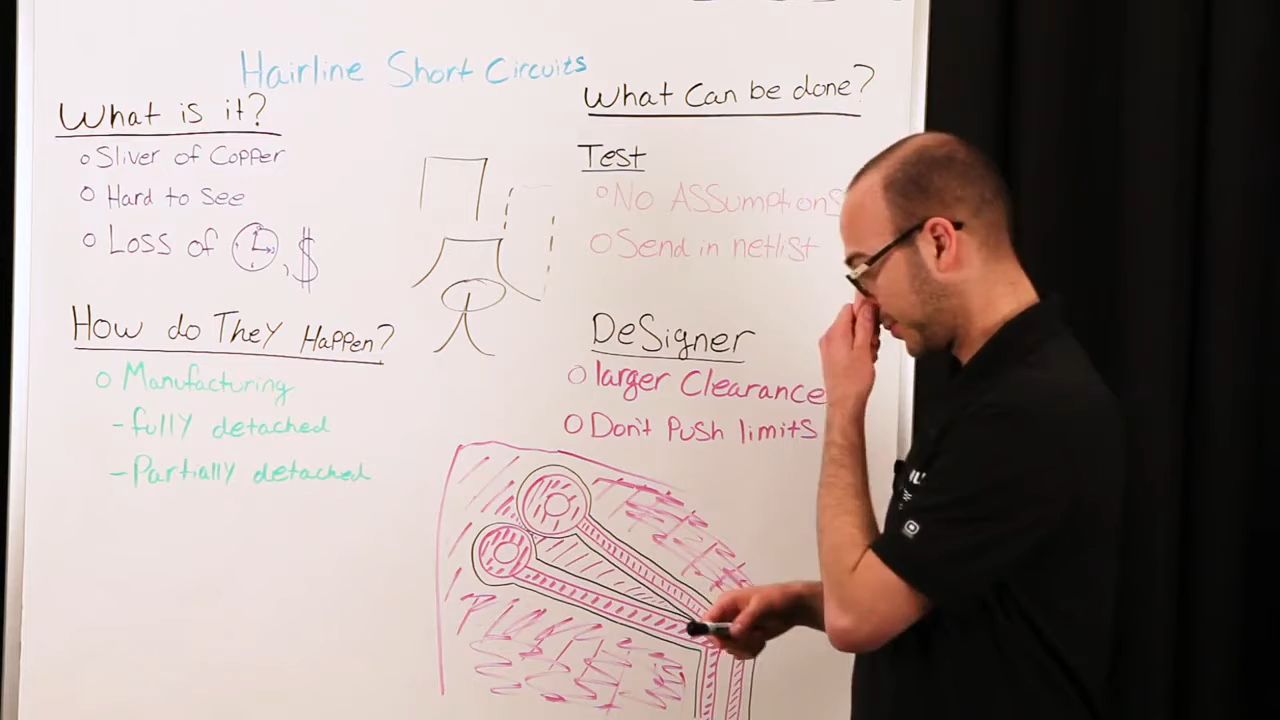 Hairline Short Circuits
What is it?
Sliver of Copper
Hard to See
Loss of , $
How do They Happen?
Manufacturing
- fully detached
- Partially detached
What Can be done?
Test
No Assumptions
Send in netlist
Designer
larger Clearance
Don't Push limits